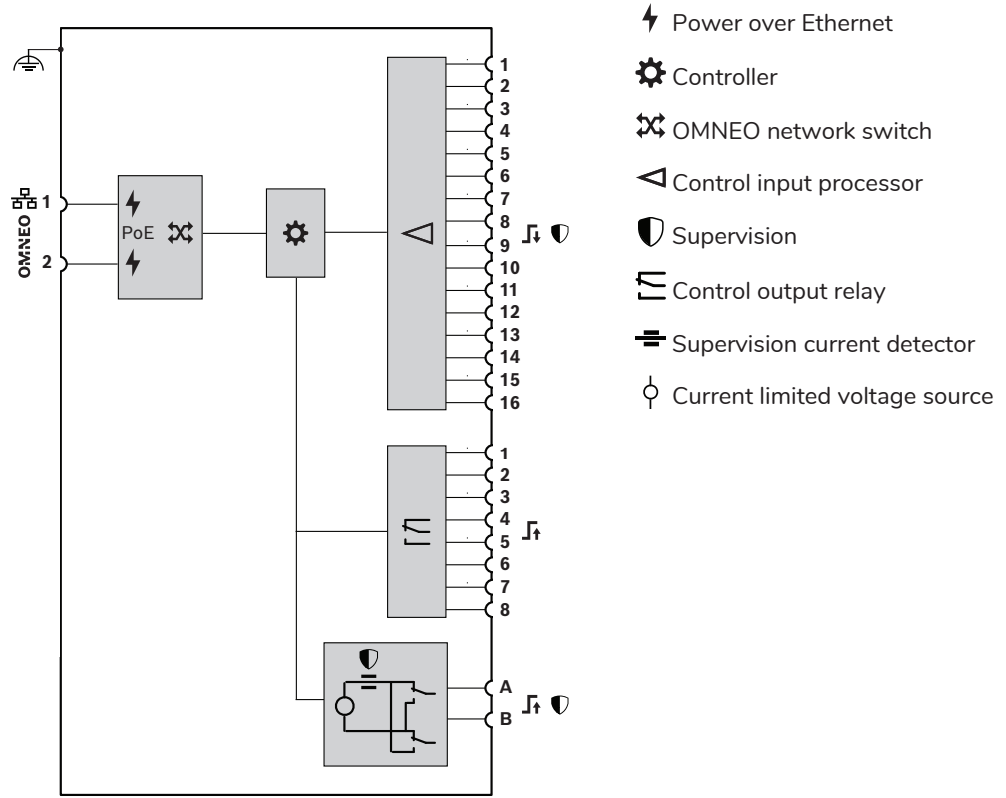 Power over Ethernet
Controller
OMNEO network switch
Control input processor
Supervision
Control output relay
Supervision current detector
Current limited voltage source
OMNEO
1
2
PoE
1
2
3
4
5
6
7
8
9
10
11
12
13
14
15
16
1
2
3
4
5
6
7
8
A
B